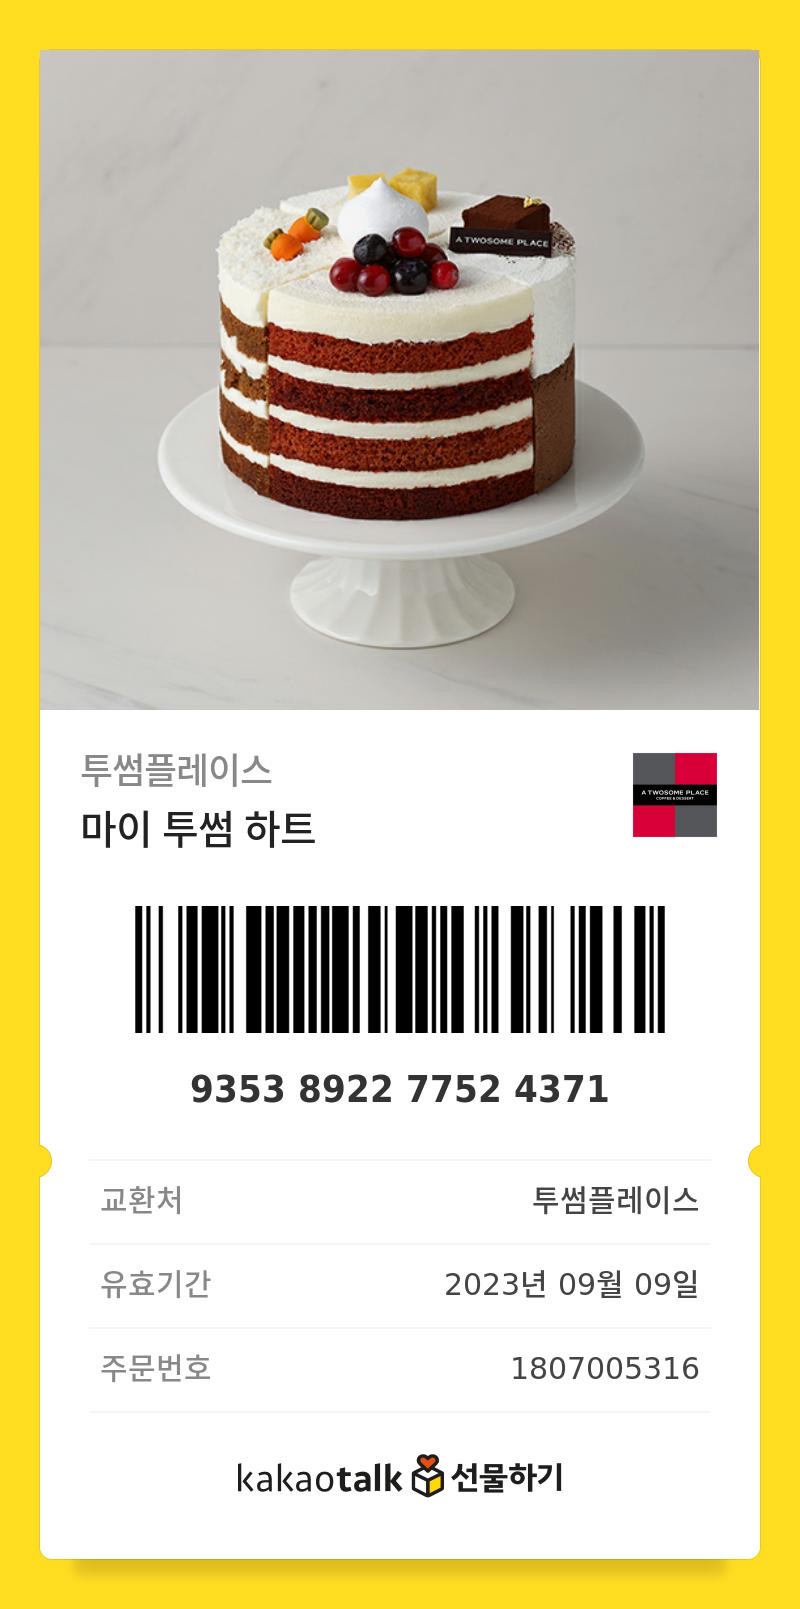 A TWOSOME PLACE
투썸플레이스
마이 투썸 하트
A TWOSOME PLACE
COFFEE & DESSERT
9353 8922 7752 4371
교환처 투썸플레이스
유효기간 2023년 09월 09일
주문번호 1807005316
kakaotalk 선물하기